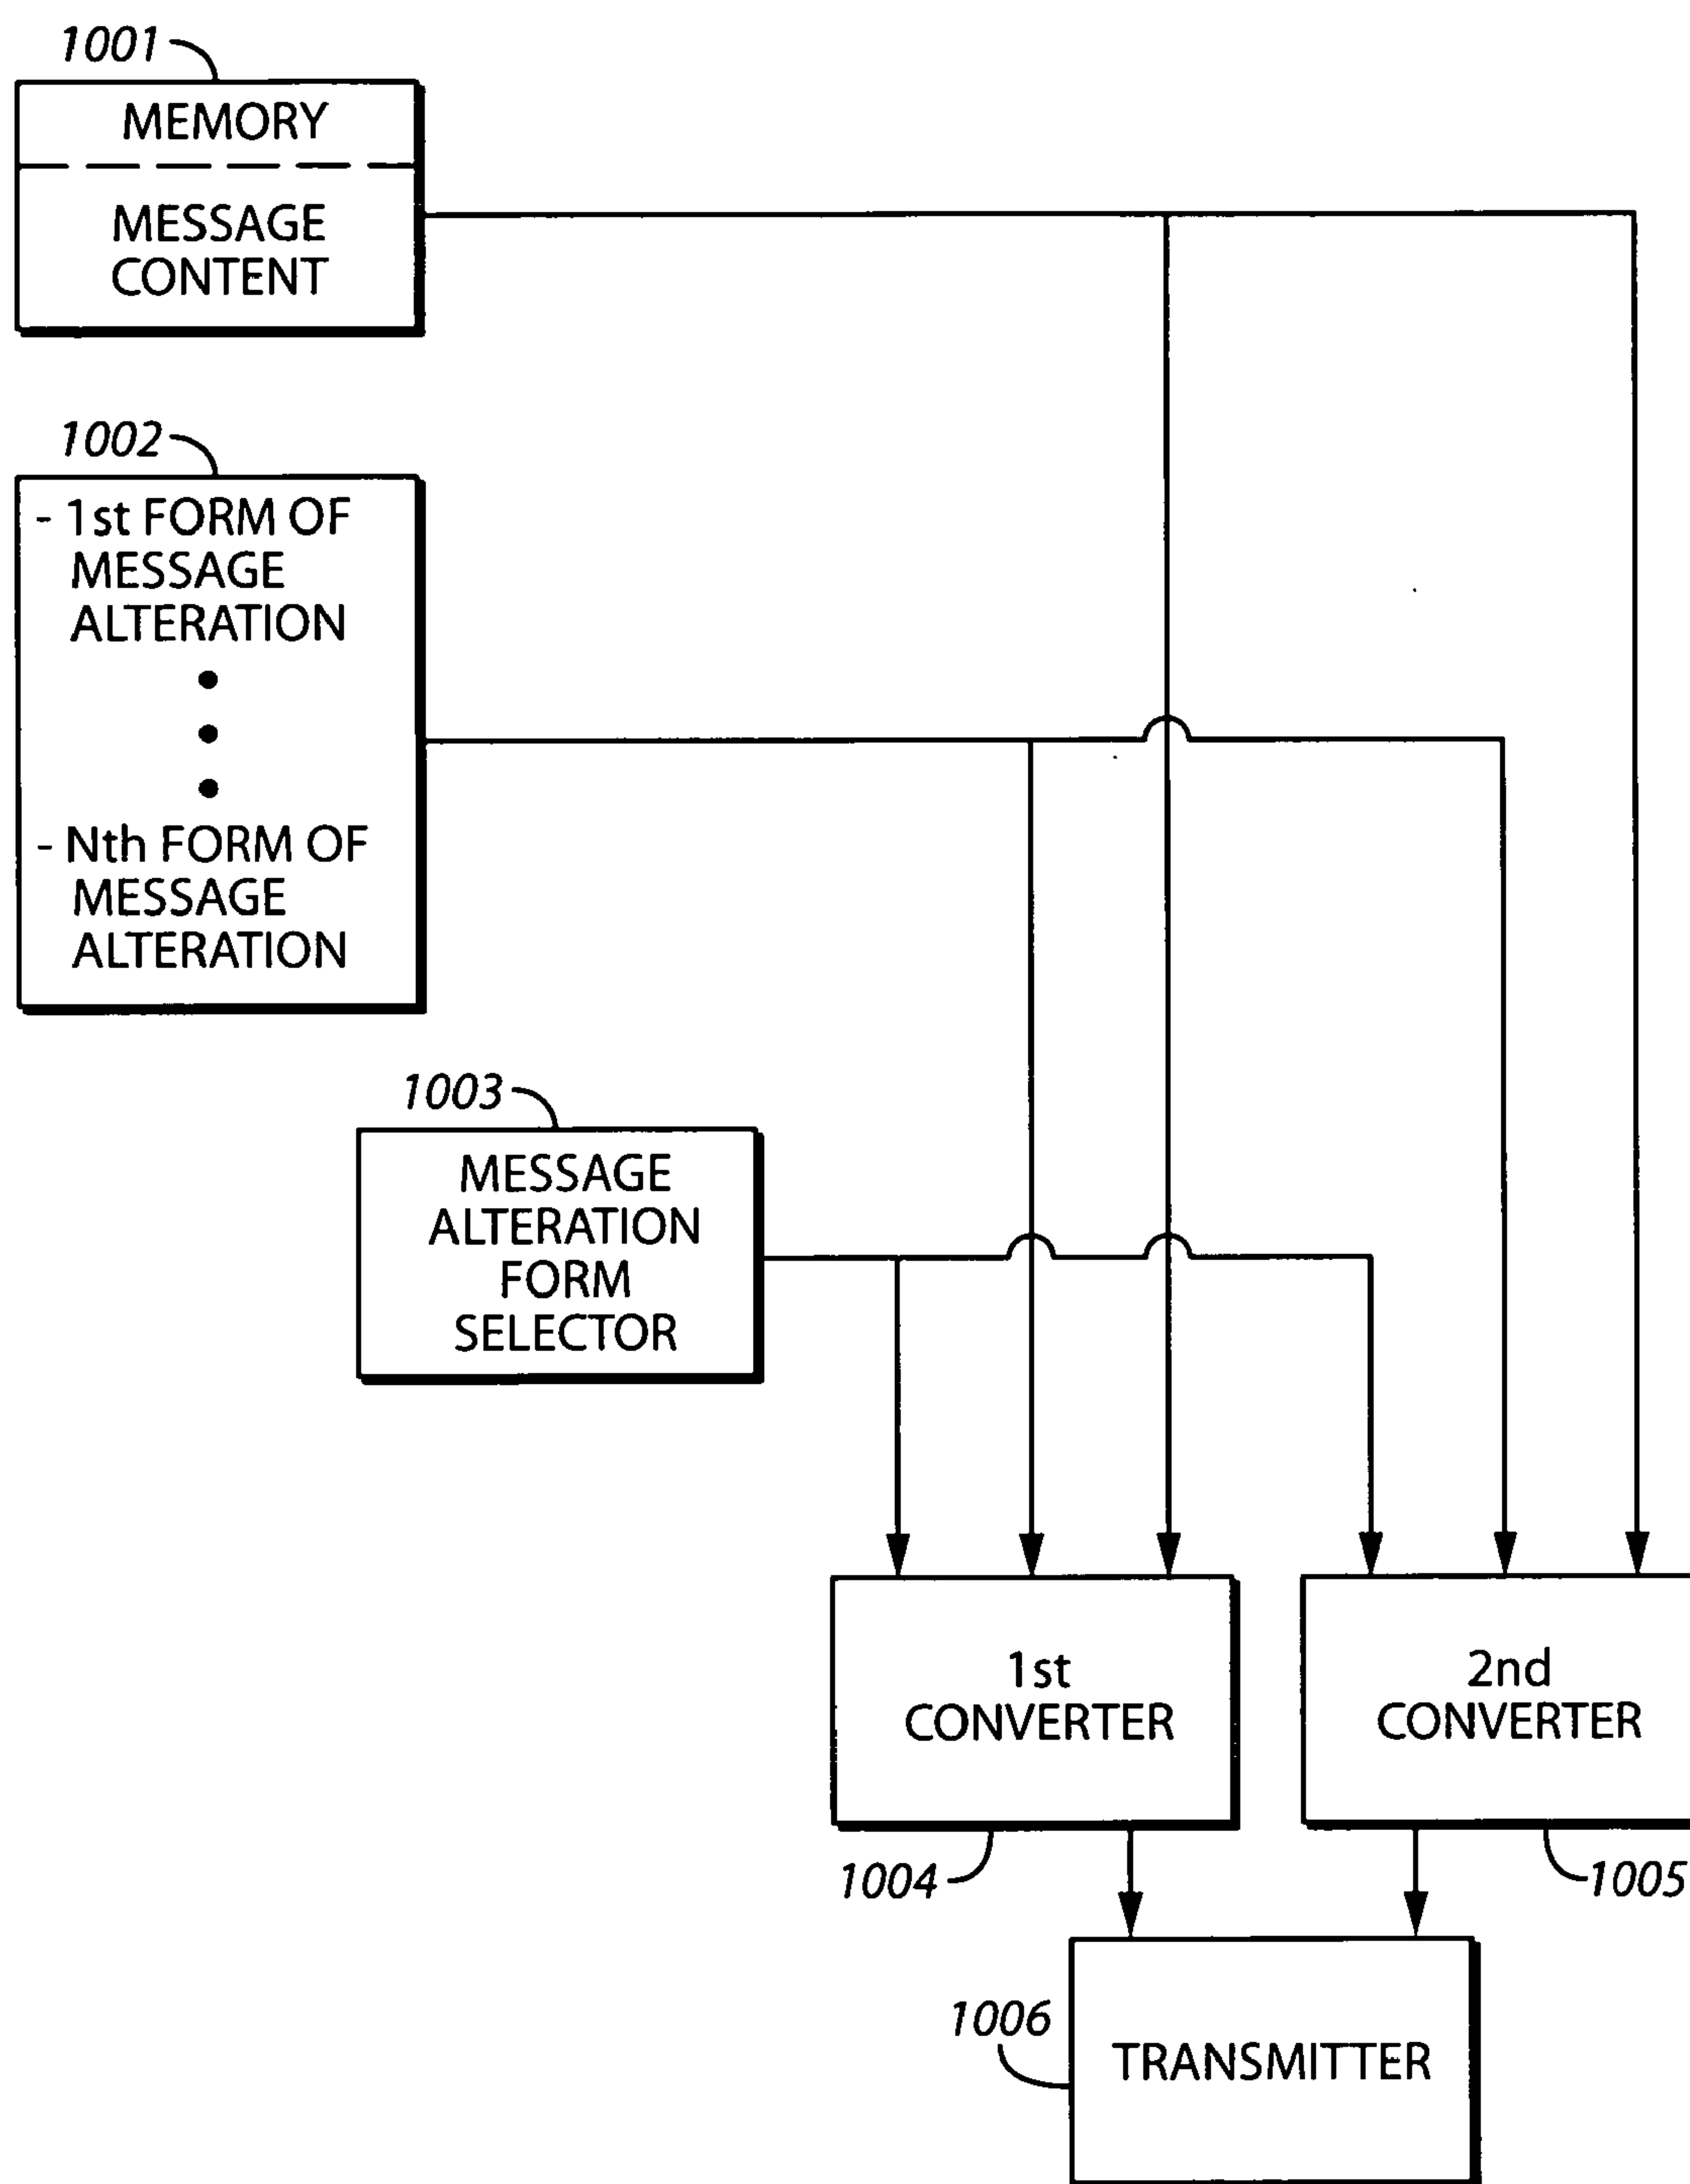 1001
MEMORY
MESSAGE
CONTENT
1002
- 1st FORM OF
MESSAGE
ALTERATION
- Nth FORM OF
MESSAGE
ALTERATION
1003
MESSAGE
ALTERATION
FORM
SELECTOR
1st
CONVERTER
2nd
CONVERTER
1004
1005
1006
TRANSMITTER